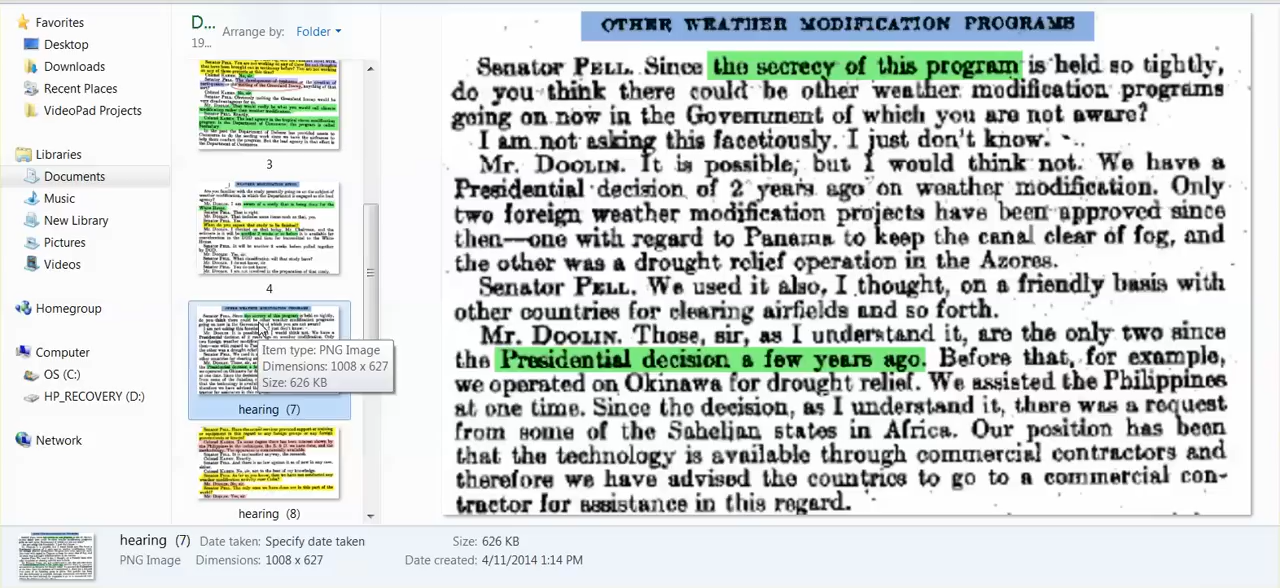 Favorites
Desktop
Downloads
Recent Places
VideoPad Projects
Libraries
Documents
Music
New Library
Pictures
Videos
Homegroup
Computer
OS (C:)
HP_RECOVERY (D:)
Network
D...
19...
Arrange by: Folder
3
4
Item type: PNG Image
Dimensions: 1008 x 627
Size: 626 KB
hearing (7)
hearing (8)
OTHER WEATHER MODIFICATION PROGRAMS
Senator PELL. Since the secrecy of this program is held so tightly,
do you think there could be other weather modification programs
going on now in the Government of which you are not aware?
I am not asking this facetiously. I just don't know.
Mr. DOOLIN. It is possible, but I would think not. We have a
Presidential decision of 2 years ago on weather modification. Only
two foreign weather modification projects have been approved since
then—one with regard to Panama to keep the canal clear of fog, and
the other was a drought relief operation in the Azores.
Senator PELL. We used it also, I thought, on a friendly basis with
other countries for clearing airfields and so forth.
Mr. DOOLIN. Those, sir, as I understand it, are the only two since
the Presidential decision a few years ago. Before that, for example,
we operated on Okinawa for drought relief. We assisted the Philippines
at one time. Since the decision, as I understand it, there was a request
from some of the Sahelian states in Africa. Our position has been
that the technology is available through commercial contractors and
therefore we have advised the countries to go to a commercial con-
tractor for assistance in this regard.
hearing (7) Date taken: Specify date taken Size: 626 KB
PNG Image Dimensions: 1008 x 627 Date created: 4/11/2014 1:14 PM